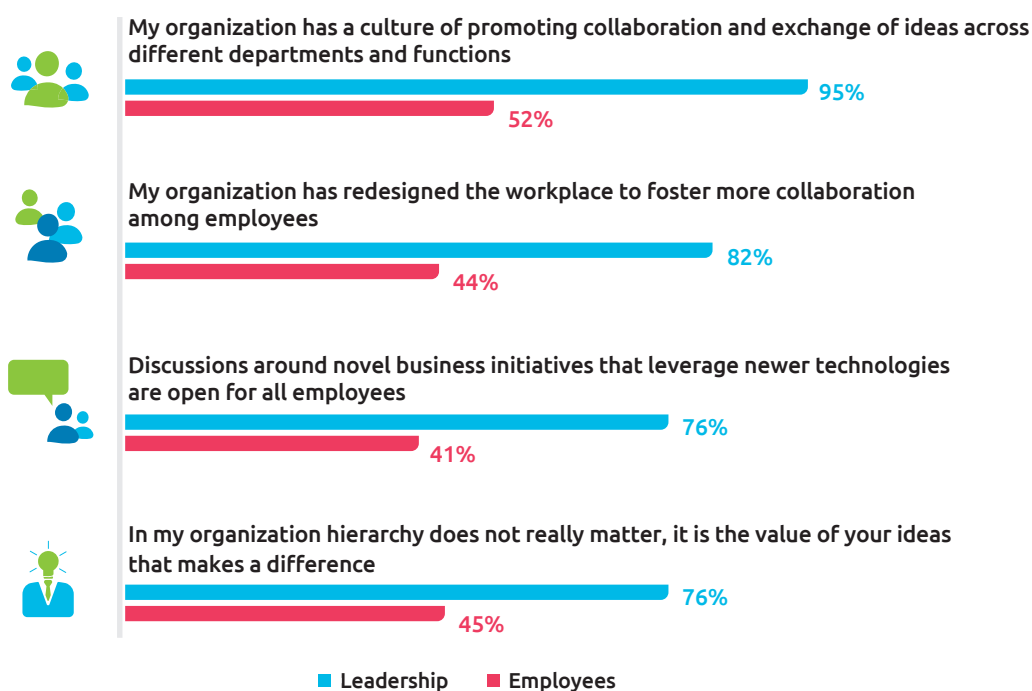 My organization has a culture of promoting collaboration and exchange of ideas across
different departments and functions
95%
52%
My organization has redesigned the workplace to foster more collaboration
among employees
82%
44%
Discussions around novel business initiatives that leverage newer technologies
are open for all employees
76%
41%
In my organization hierarchy does not really matter, it is the value of your ideas
that makes a difference
76%
45%
Leadership Employees